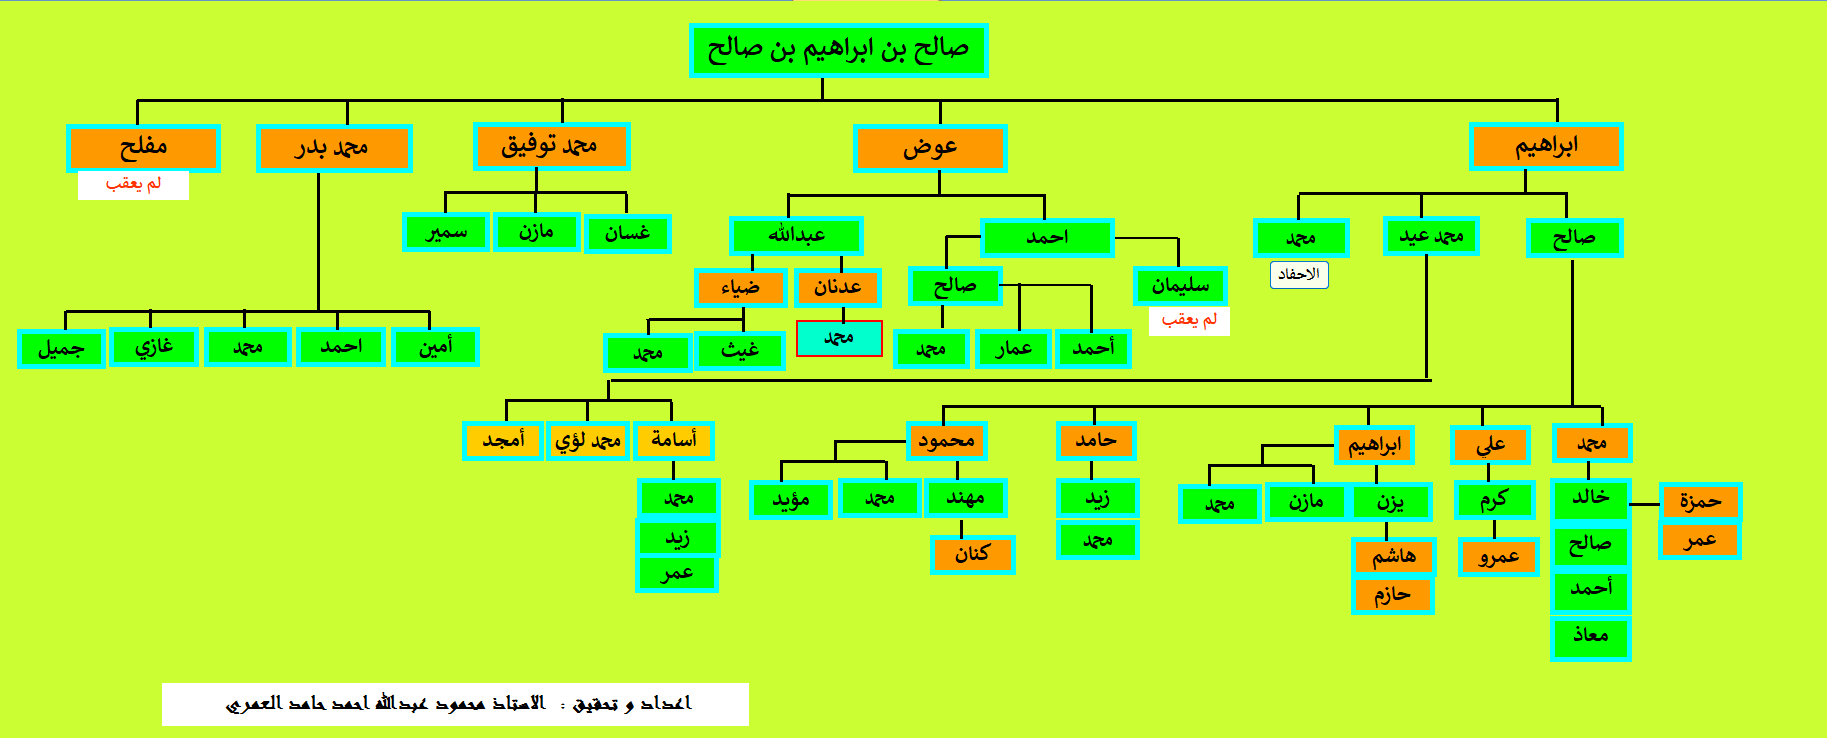 صالح بن ابراهيم بن صالح
ابراهيم
عوض
محمد توفيق
محمد بدر
مفلح
لم يعقب
صالح
محمد عيد
محمد
الاحفاد
احمد
عبدالله
غسان
مازن
سمير
سليمان
لم يعقب
صالح
عدنان
ضياء
أحمد
عمار
محمد
محمد
غيث
محمد
أمين
احمد
محمد
غازي
جميل
محمد
علي
ابراهيم
حامد
محمود
أسامة
محمد لؤي
أمجد
حمزة
عمر
خالد
صالح
أحمد
معاذ
كرم
عمرو
يزن
مازن
محمد
هاشم
حازم
زيد
محمد
مهند
محمد
مؤيد
كنان
محمد
زيد
عمر
اعداد و تحقيق : الاستاذ محمود عبدالله احمد حامد العمري